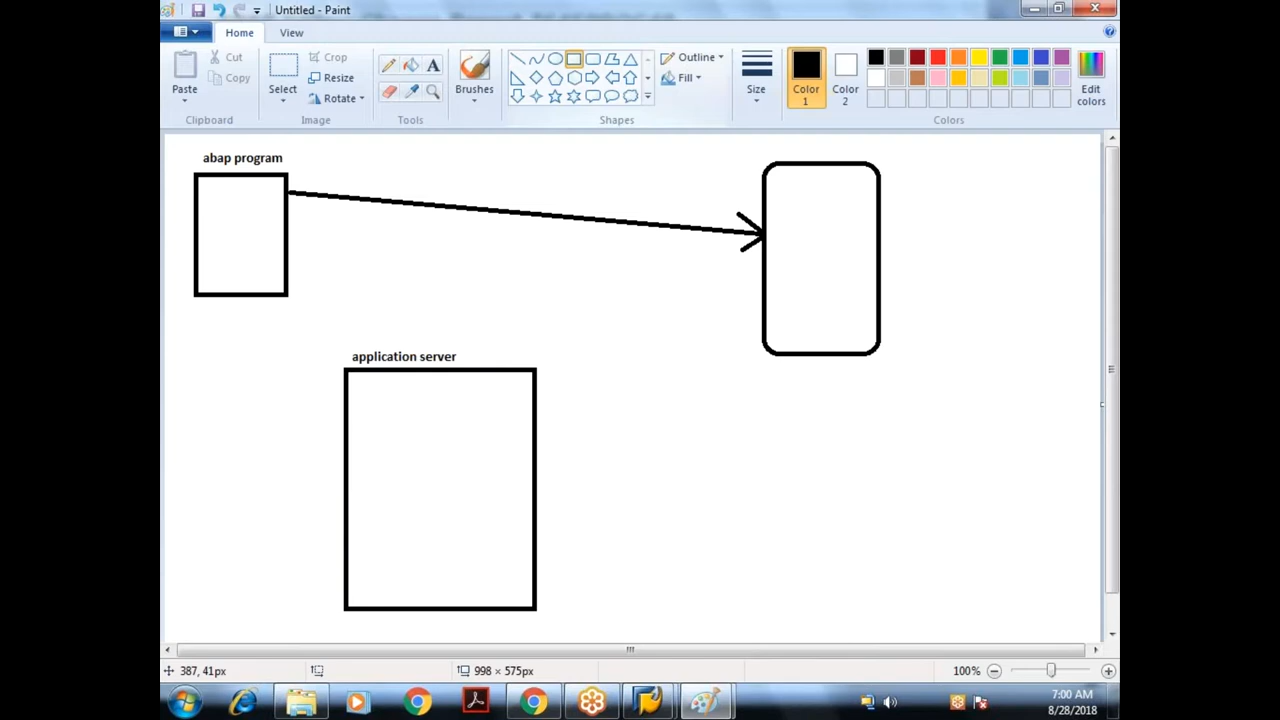 Untitled - Paint
Home
View
Paste
Cut
Copy
Clipboard
Select
Crop
Resize
Rotate
Image
A
Tools
Brushes
Outline
Fill
Shapes
Size
Color 1
Color 2
Edit colors
Colors
abap program
application server
387, 41px
998 × 575px
100%
7:00 AM
8/28/2018